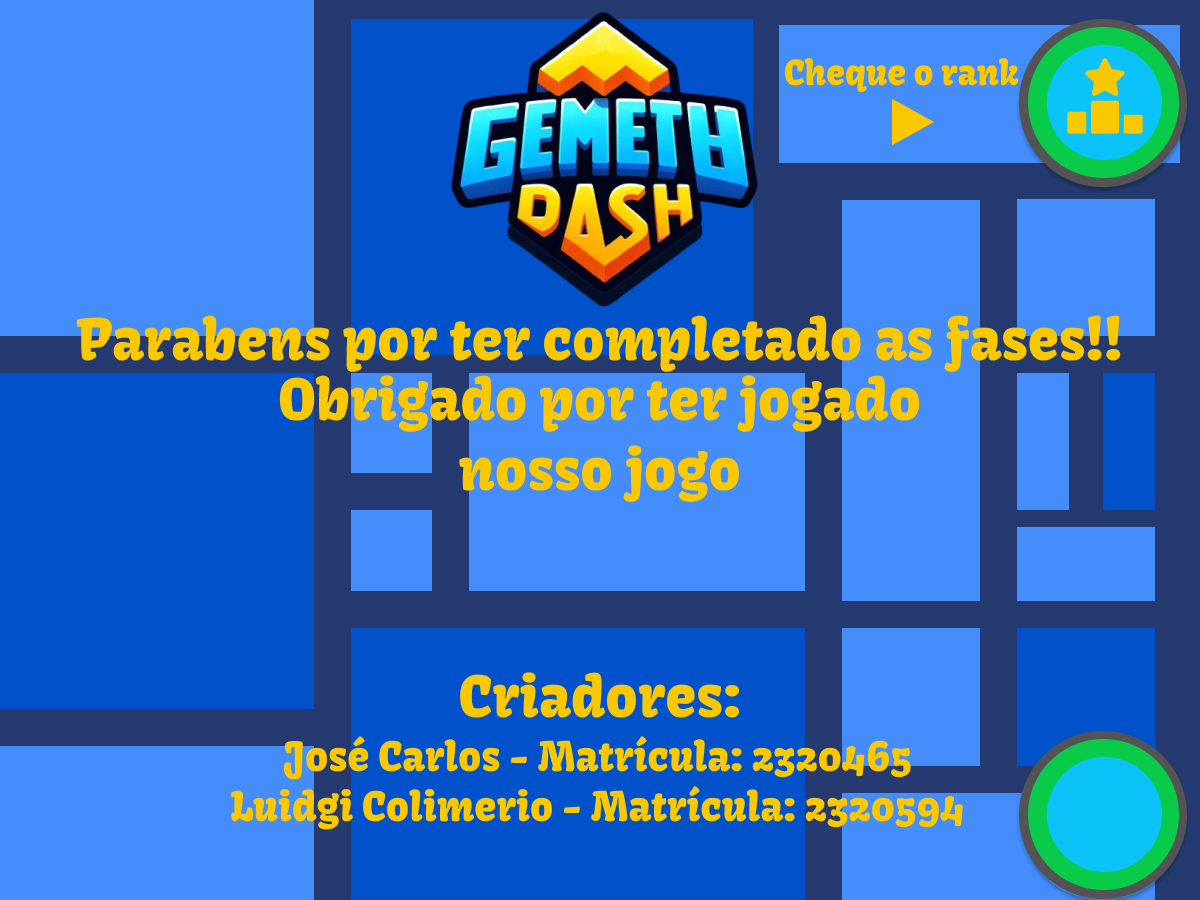 GEMETH
DASH
Cheque o rank
Parabens por ter completado as fases!!
Obrigado por ter jogado
nosso jogo
Criadores:
José Carlos - Matrícula: 2320465
Luidgi Colimerio - Matrícula: 2320594